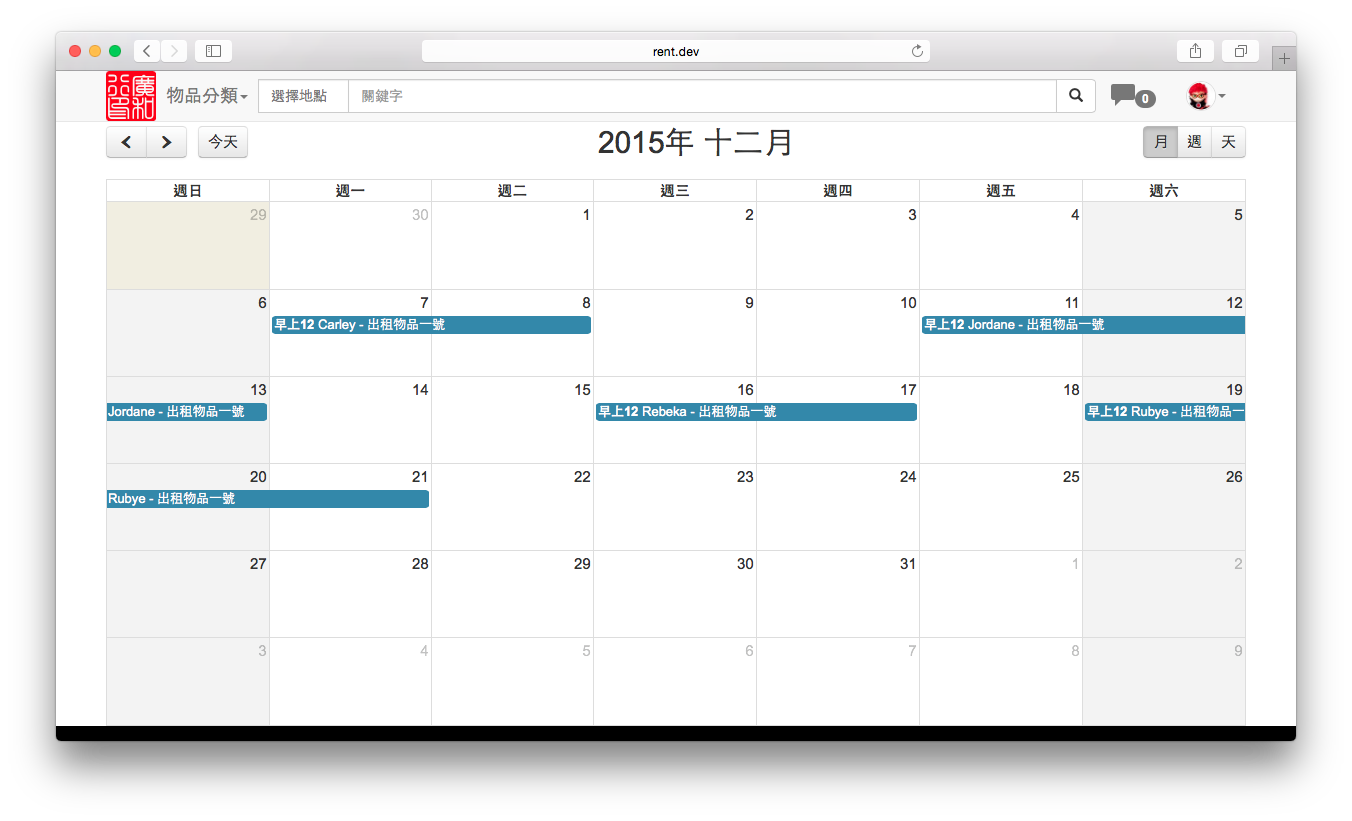 rent.dev
廣和行印 物品分類 選擇地點 關鍵字 0
今天 2015年 十二月 月 週 天
週日 週一 週二 週三 週四 週五 週六
29 30 1 2 3 4 5
6 7 8 9 10 11 12
早上12 Carley - 出租物品一號 早上12 Jordane - 出租物品一號
13 14 15 16 17 18 19
Jordane - 出租物品一號 早上12 Rebeka - 出租物品一號 早上12 Rubye - 出租物品一
20 21 22 23 24 25 26
Rubye - 出租物品一號
27 28 29 30 31 1 2
3 4 5 6 7 8 9